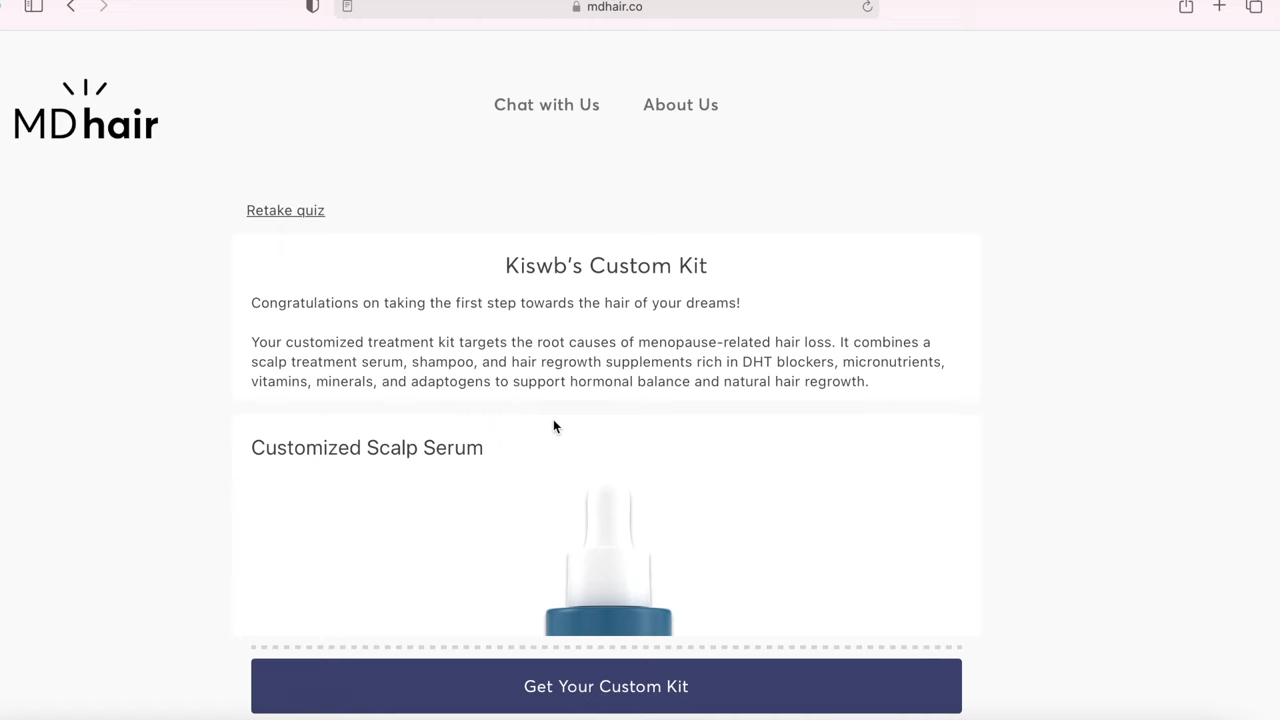 mdhair.co
MDhair
Chat with Us
About Us
Retake quiz
Kiswb's Custom Kit
Congratulations on taking the first step towards the hair of your dreams!
Your customized treatment kit targets the root causes of menopause-related hair loss. It combines a
scalp treatment serum, shampoo, and hair regrowth supplements rich in DHT blockers, micronutrients,
vitamins, minerals, and adaptogens to support hormonal balance and natural hair regrowth.
Customized Scalp Serum
Get Your Custom Kit